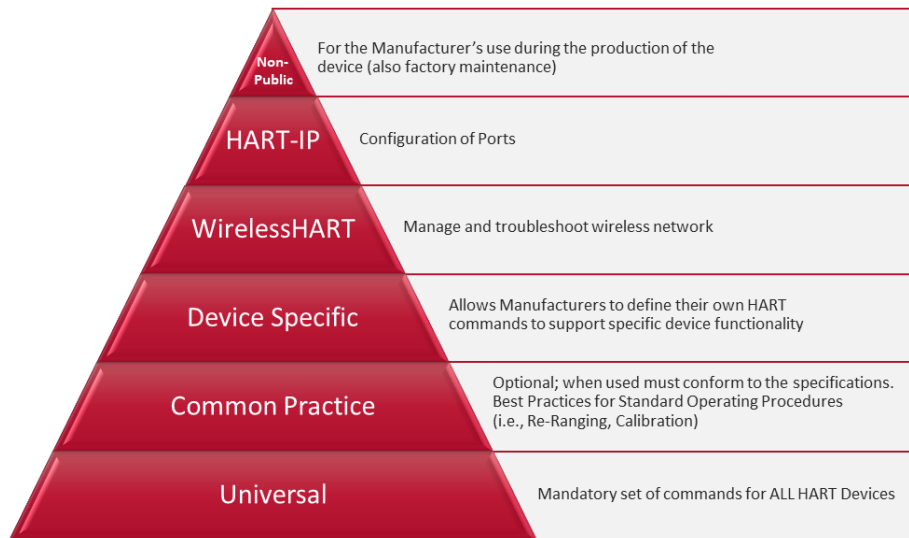 Non-
Public
For the Manufacturer’s use during the production of the
device (also factory maintenance)
HART-IP
Configuration of Ports
WirelessHART
Manage and troubleshoot wireless network
Device Specific
Allows Manufacturers to define their own HART
commands to support specific device functionality
Common Practice
Optional; when used must conform to the specifications.
Best Practices for Standard Operating Procedures
(i.e., Re-Ranging, Calibration)
Universal
Mandatory set of commands for ALL HART Devices